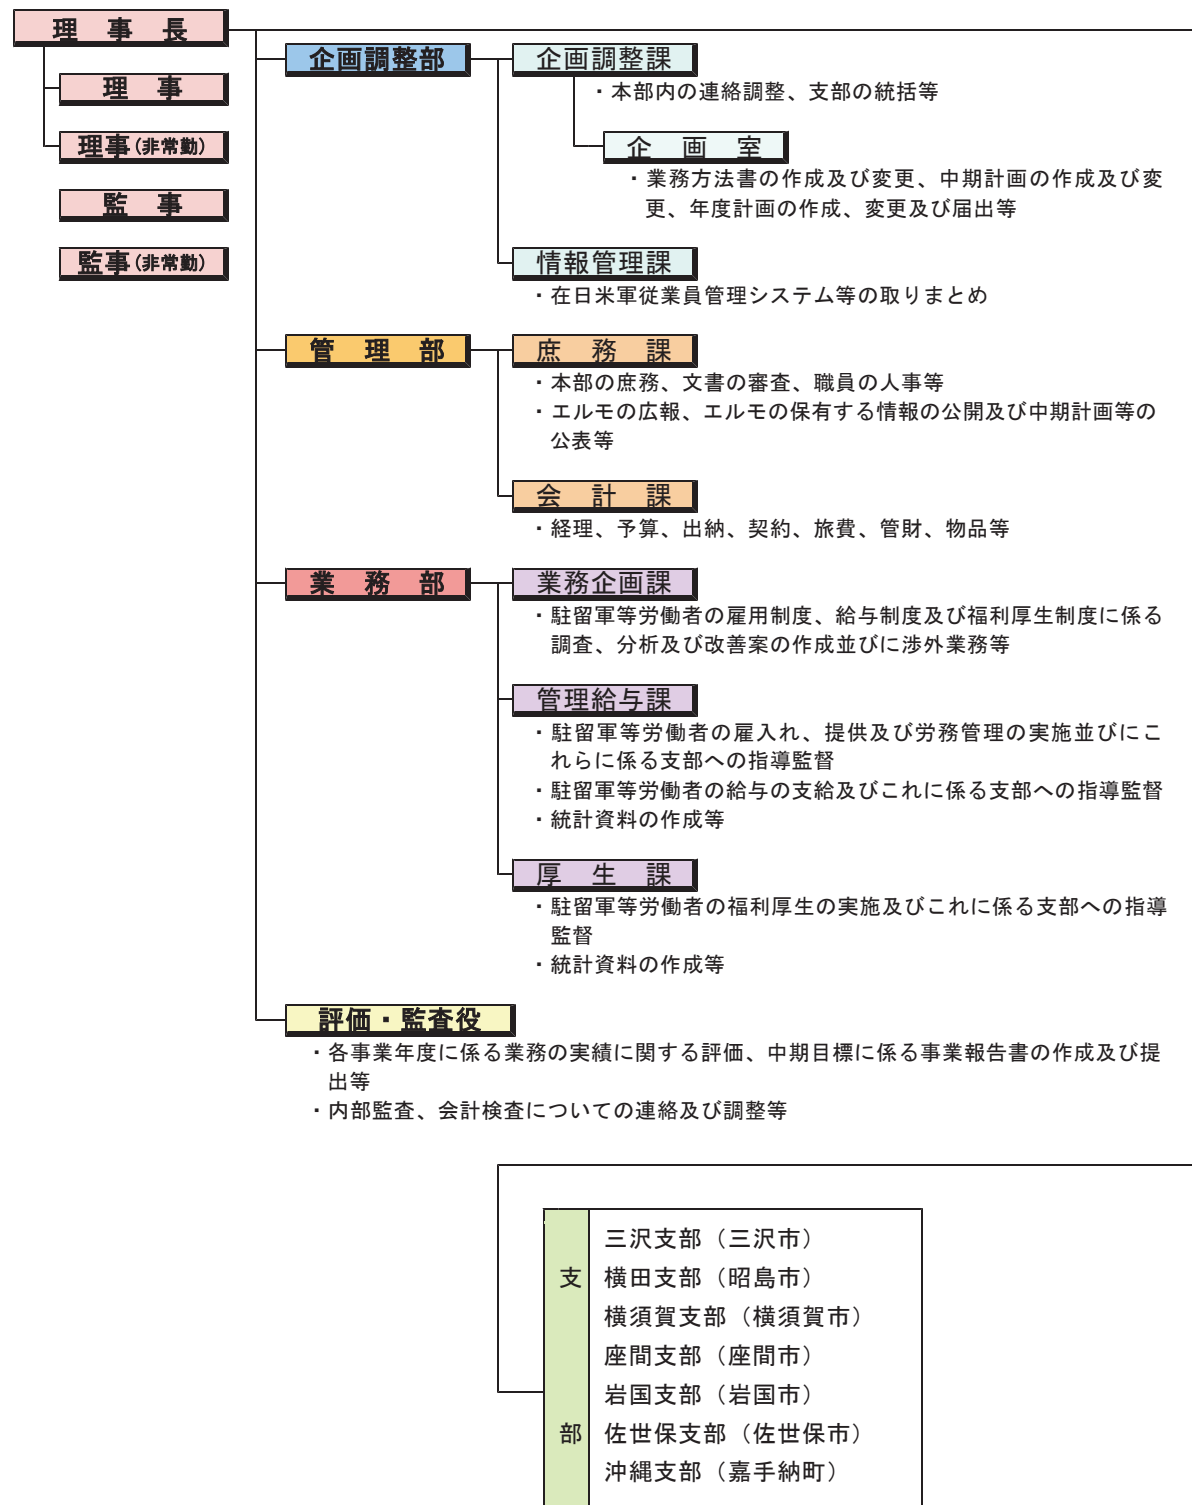 理事長
企画調整部
企画調整課
・本部内の連絡調整、支部の統括等
理事
理事(非常勤)
企画室
・業務方法書の作成及び変更、中期計画の作成及び変
更、年度計画の作成、変更及び届出等
監事
監事(非常勤)
情報管理課
・在日米軍従業員管理システム等の取りまとめ
管理部
庶務課
・本部の庶務、文書の審査、職員の人事等
・エルモの広報、エルモの保有する情報の公開及び中期計画等の
公表等
会計課
・経理、予算、出納、契約、旅費、管財、物品等
業務部
業務企画課
・駐留軍等労働者の雇用制度、給与制度及び福利厚生制度に係る
調査、分析及び改善案の作成並びに渉外業務等
管理給与課
・駐留軍等労働者の雇入れ、提供及び労務管理の実施並びにこ
れらに係る支部への指導監督
・駐留軍等労働者の給与の支給及びこれに係る支部への指導監督
・統計資料の作成等
厚生課
・駐留軍等労働者の福利厚生の実施及びこれに係る支部への指導
監督
・統計資料の作成等
評価・監査役
・各事業年度に係る業務の実績に関する評価、中期目標に係る事業報告書の作成及び提
出等
・内部監査、会計検査についての連絡及び調整等
支部
三沢支部（三沢市）
横田支部（昭島市）
横須賀支部（横須賀市）
座間支部（座間市）
岩国支部（岩国市）
佐世保支部（佐世保市）
沖縄支部（嘉手納町）